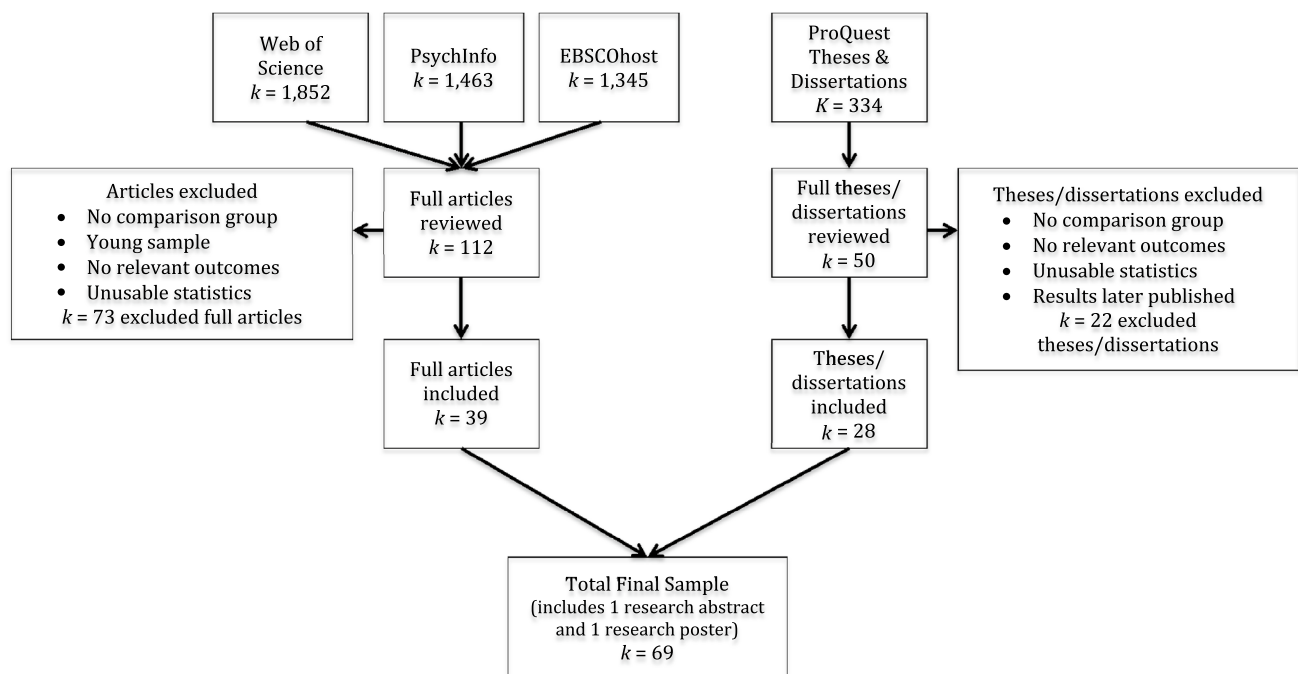 Web of
Science
k = 1,852
PsychInfo
k = 1,463
EBSCOhost
k = 1,345
ProQuest
Theses &
Dissertations
K = 334
Articles excluded
• No comparison group
• Young sample
• No relevant outcomes
• Unusable statistics
k = 73 excluded full articles
Full articles
reviewed
k = 112
Full theses/
dissertations
reviewed
k = 50
Theses/dissertations excluded
• No comparison group
• No relevant outcomes
• Unusable statistics
• Results later published
k = 22 excluded
theses/dissertations
Full articles
included
k = 39
Theses/
dissertations
included
k = 28
Total Final Sample
(includes 1 research abstract
and 1 research poster)
k = 69